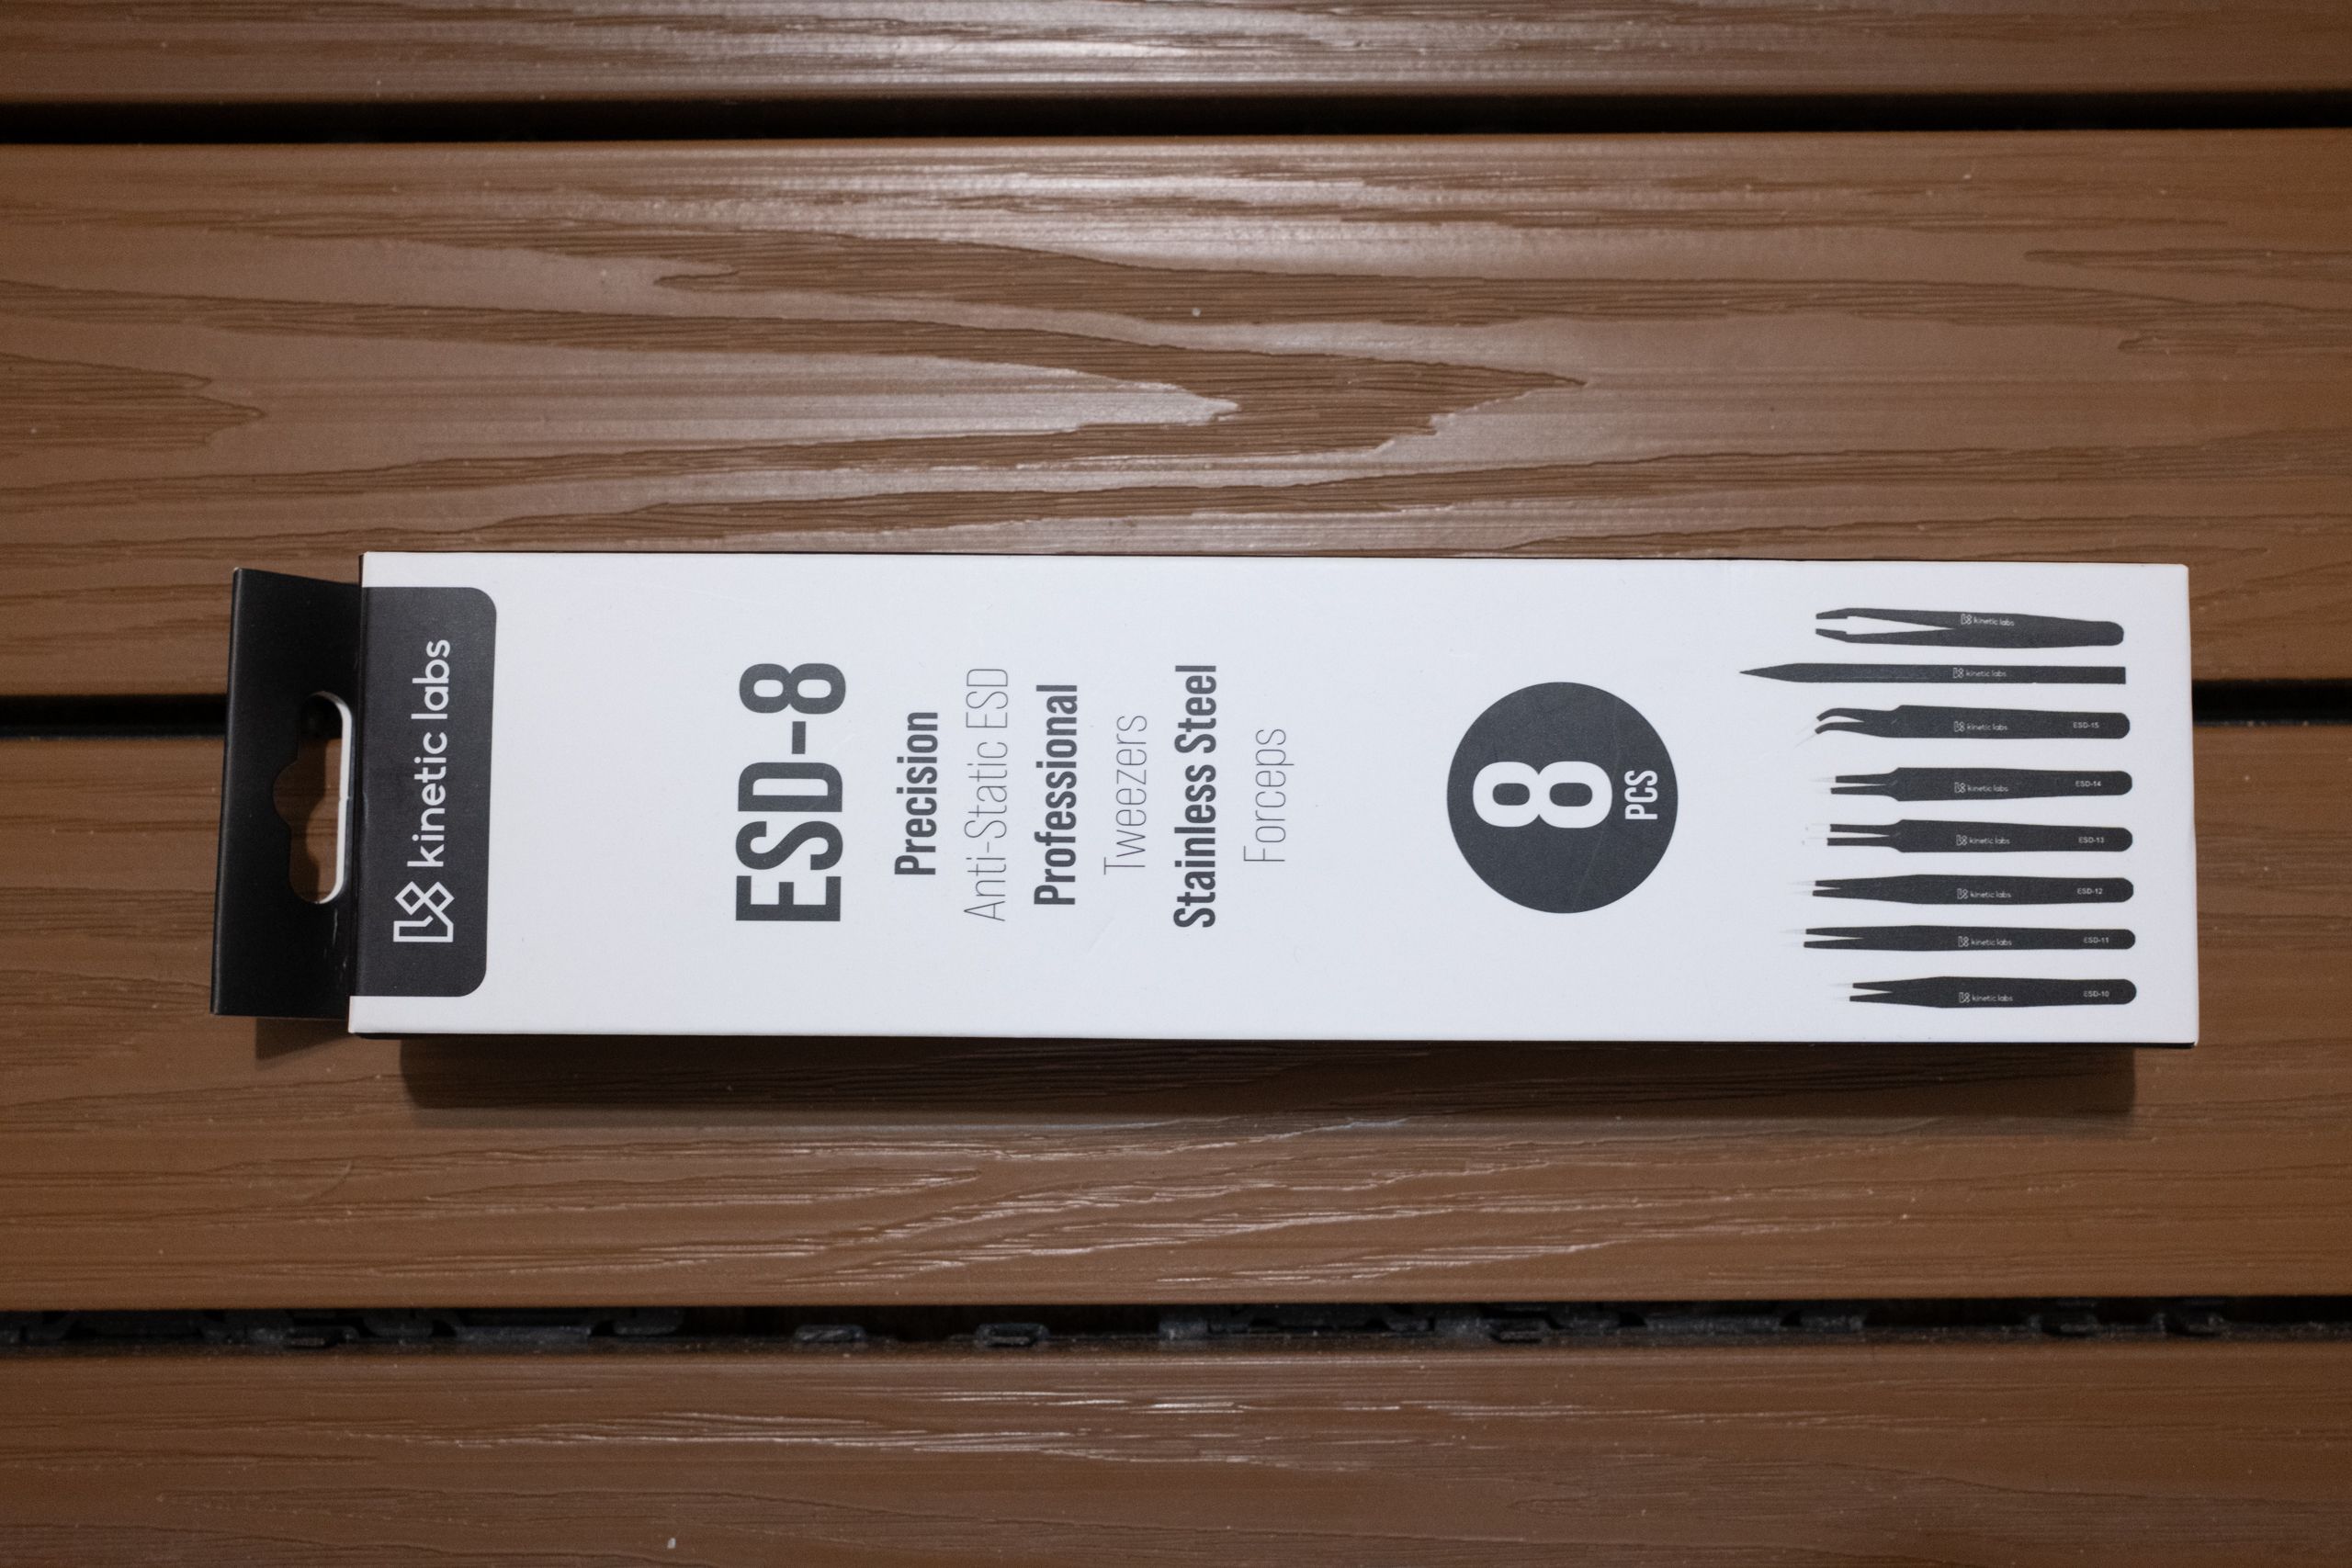 kinetic labs
ESD-8
Precision
Anti-Static ESD
Professional
Tweezers
Stainless Steel
Forceps
8
PCS
kinetic labs ESD-10
kinetic labs ESD-11
kinetic labs ESD-12
kinetic labs ESD-13
kinetic labs ESD-14
kinetic labs ESD-15
kinetic labs
kinetic labs